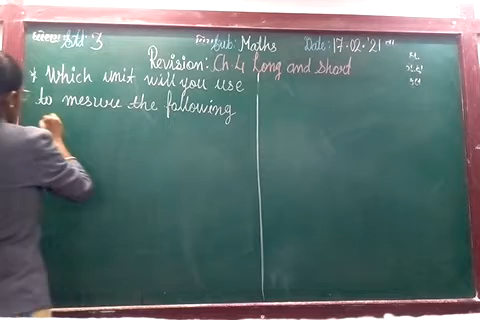 Std 3 Sub: Maths Date: 17·02·'21
Revision: Ch 4 Long and Short
* Which unit will you use
to mesure the following